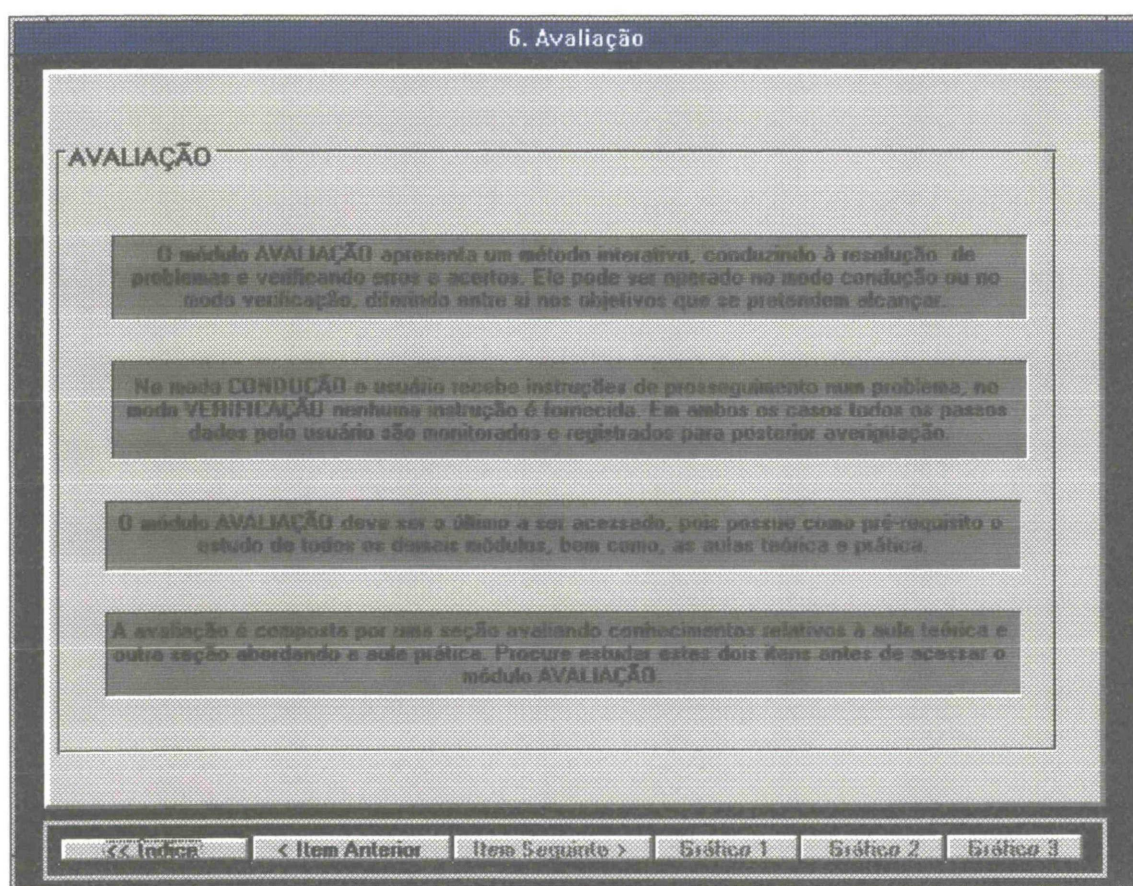 6. Avaliação
AVALIAÇÃO
O módulo AVALIAÇÃO apresenta um método interativo, conduzindo à resolução de
problemas e verificando erros e acertos. Ele pode ser operado no modo condução ou no
modo verificação, diferindo entre si nos objetivos que se pretendem alcançar.
No modo CONDUÇÃO o usuário recebe instruções de prosseguimento num problema, no
modo VERIFICAÇÃO nenhuma instrução é fornecida. Em ambos os casos todos os passos
dados pelo usuário são monitorados e registrados para posterior averiguação.
O módulo AVALIAÇÃO deve ser o último a ser acessado, pois possue como pré-requisito o
estudo de todos os demais módulos, bem como, as aulas teórica e prática.
A avaliação é composta por uma seção avaliando conhecimentos relativos à aula teórica e
outra seção abordando a aula prática. Procure estudar estes dois itens antes de acessar o
módulo AVALIAÇÃO.
<< Índice < Item Anterior Item Seguinte > Gráfico 1 Gráfico 2 Gráfico 3